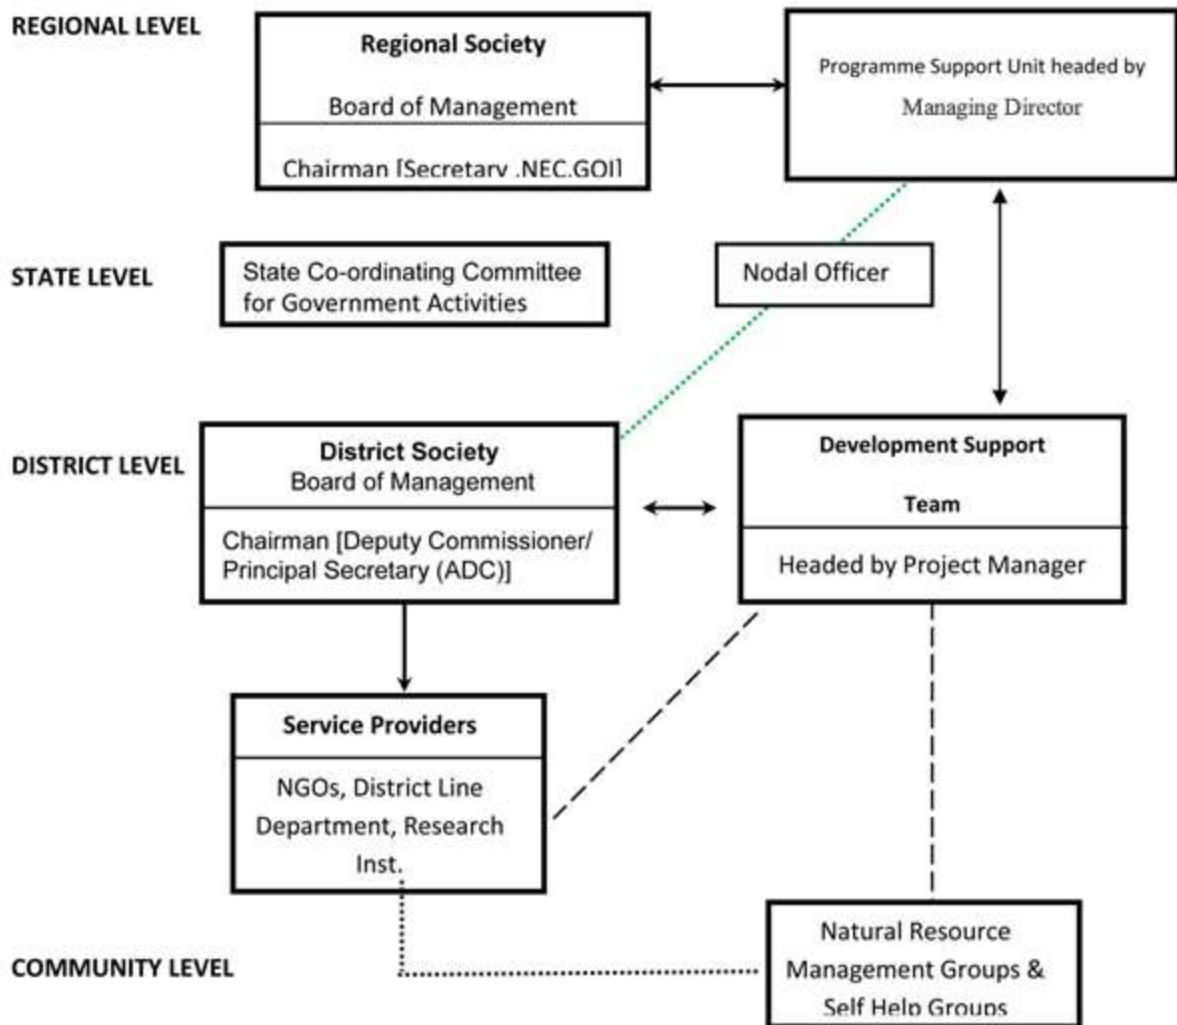 REGIONAL LEVEL
Regional Society
Board of Management
Chairman [Secretary .NEC.GOI]
Programme Support Unit headed by
Managing Director
STATE LEVEL
State Co-ordinating Committee
for Government Activities
Nodal Officer
DISTRICT LEVEL
District Society
Board of Management
Chairman [Deputy Commissioner/
Principal Secretary (ADC)]
Development Support
Team
Headed by Project Manager
Service Providers
NGOs, District Line
Department, Research
Inst.
COMMUNITY LEVEL
Natural Resource
Management Groups &
Self Help Groups